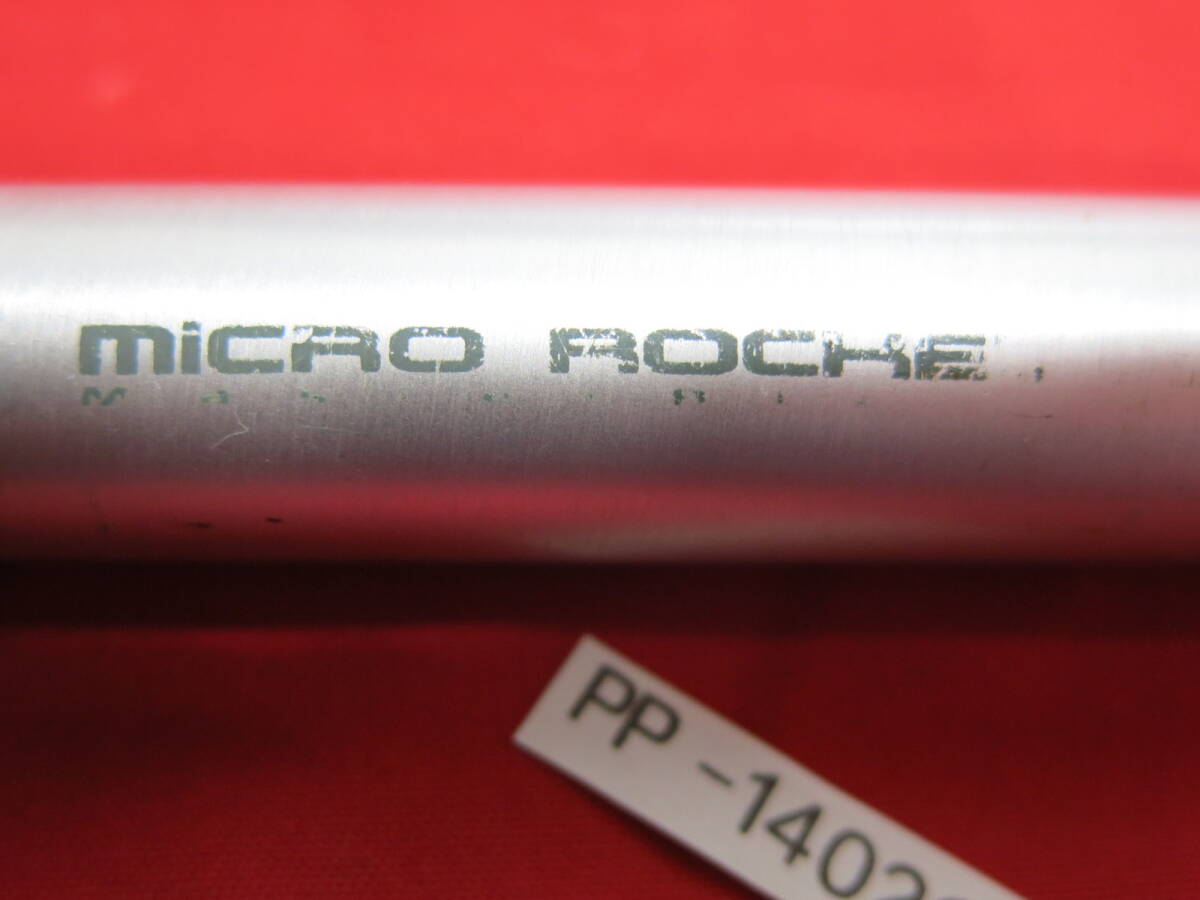 micro ROCHE
PP -1402